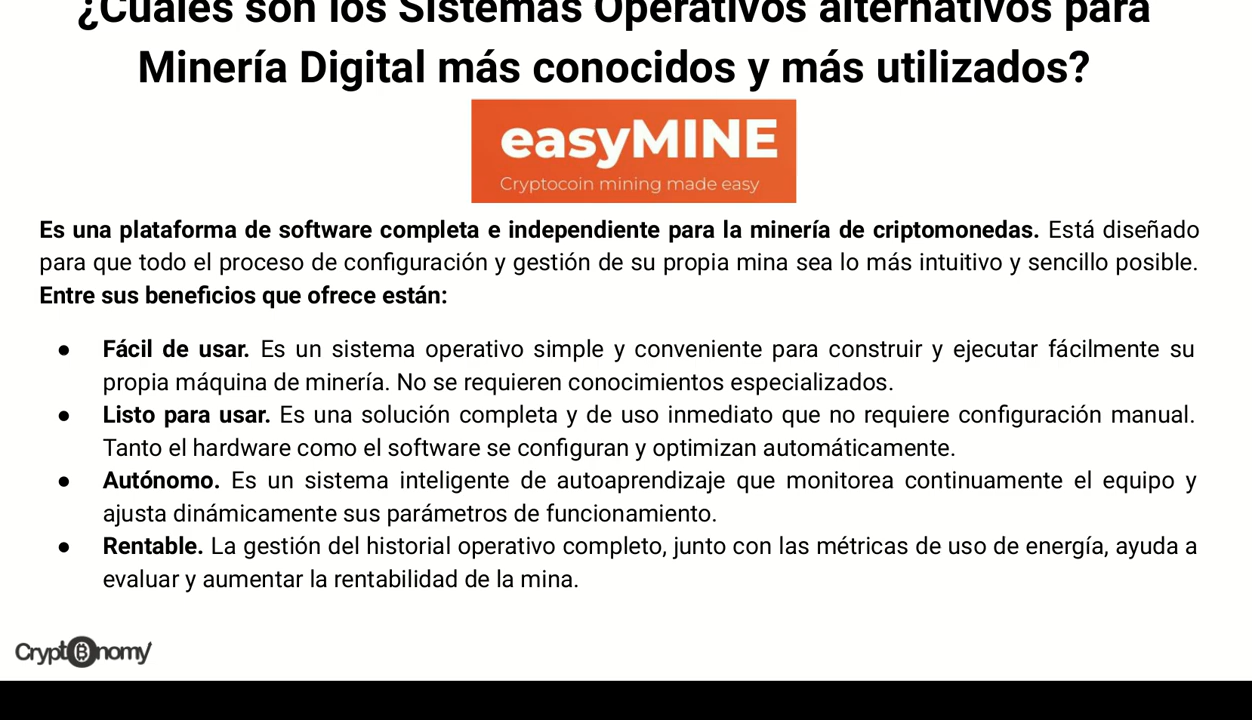 ¿Cuáles son los Sistemas Operativos alternativos para
Minería Digital más conocidos y más utilizados?
easyMINE
Cryptocoin mining made easy
Es una plataforma de software completa e independiente para la minería de criptomonedas. Está diseñado
para que todo el proceso de configuración y gestión de su propia mina sea lo más intuitivo y sencillo posible.
Entre sus beneficios que ofrece están:
● Fácil de usar. Es un sistema operativo simple y conveniente para construir y ejecutar fácilmente su
propia máquina de minería. No se requieren conocimientos especializados.
● Listo para usar. Es una solución completa y de uso inmediato que no requiere configuración manual.
Tanto el hardware como el software se configuran y optimizan automáticamente.
● Autónomo. Es un sistema inteligente de autoaprendizaje que monitorea continuamente el equipo y
ajusta dinámicamente sus parámetros de funcionamiento.
● Rentable. La gestión del historial operativo completo, junto con las métricas de uso de energía, ayuda a
evaluar y aumentar la rentabilidad de la mina.
Crypt₿nomy